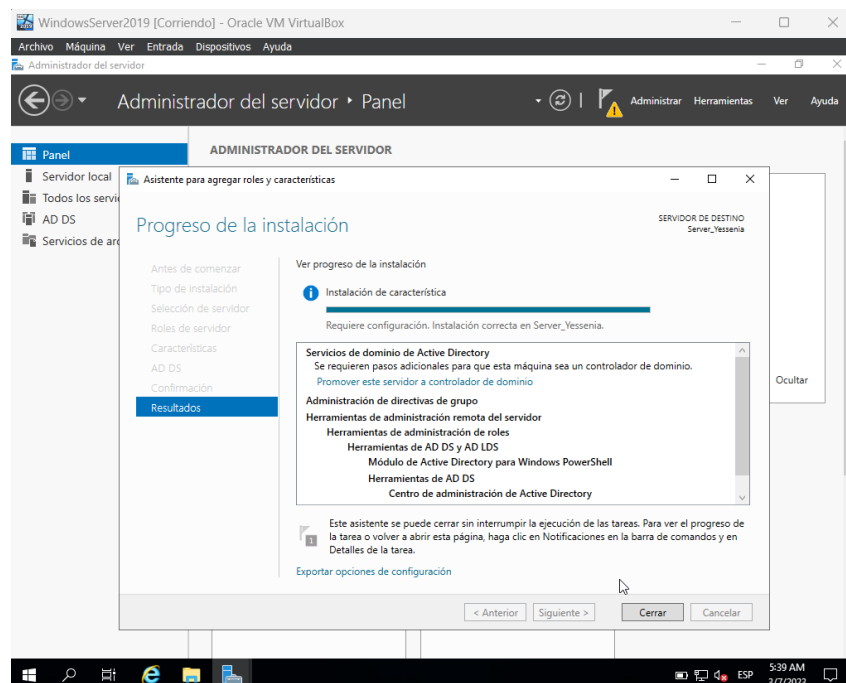 WindowsServer2019 [Corriendo] - Oracle VM VirtualBox
Archivo Máquina Ver Entrada Dispositivos Ayuda
Administrador del servidor
Administrador del servidor ‣ Panel
Administrar Herramientas Ver Ayuda
Panel
Servidor local
Todos los servi
AD DS
Servicios de arc
ADMINISTRADOR DEL SERVIDOR
Asistente para agregar roles y características
Progreso de la instalación
SERVIDOR DE DESTINO
Server_Yessenia
Antes de comenzar
Tipo de instalación
Selección de servidor
Roles de servidor
Características
AD DS
Confirmación
Resultados
Ver progreso de la instalación
Instalación de característica
Requiere configuración. Instalación correcta en Server_Yessenia.
Servicios de dominio de Active Directory
Se requieren pasos adicionales para que esta máquina sea un controlador de dominio.
Promover este servidor a controlador de dominio
Administración de directivas de grupo
Herramientas de administración remota del servidor
Herramientas de administración de roles
Herramientas de AD DS y AD LDS
Módulo de Active Directory para Windows PowerShell
Herramientas de AD DS
Centro de administración de Active Directory
1
Este asistente se puede cerrar sin interrumpir la ejecución de las tareas. Para ver el progreso de
la tarea o volver a abrir esta página, haga clic en Notificaciones en la barra de comandos y en
Detalles de la tarea.
Exportar opciones de configuración
< Anterior Siguiente > Cerrar Cancelar
Ocultar
ESP
5:39 AM
3/7/2023